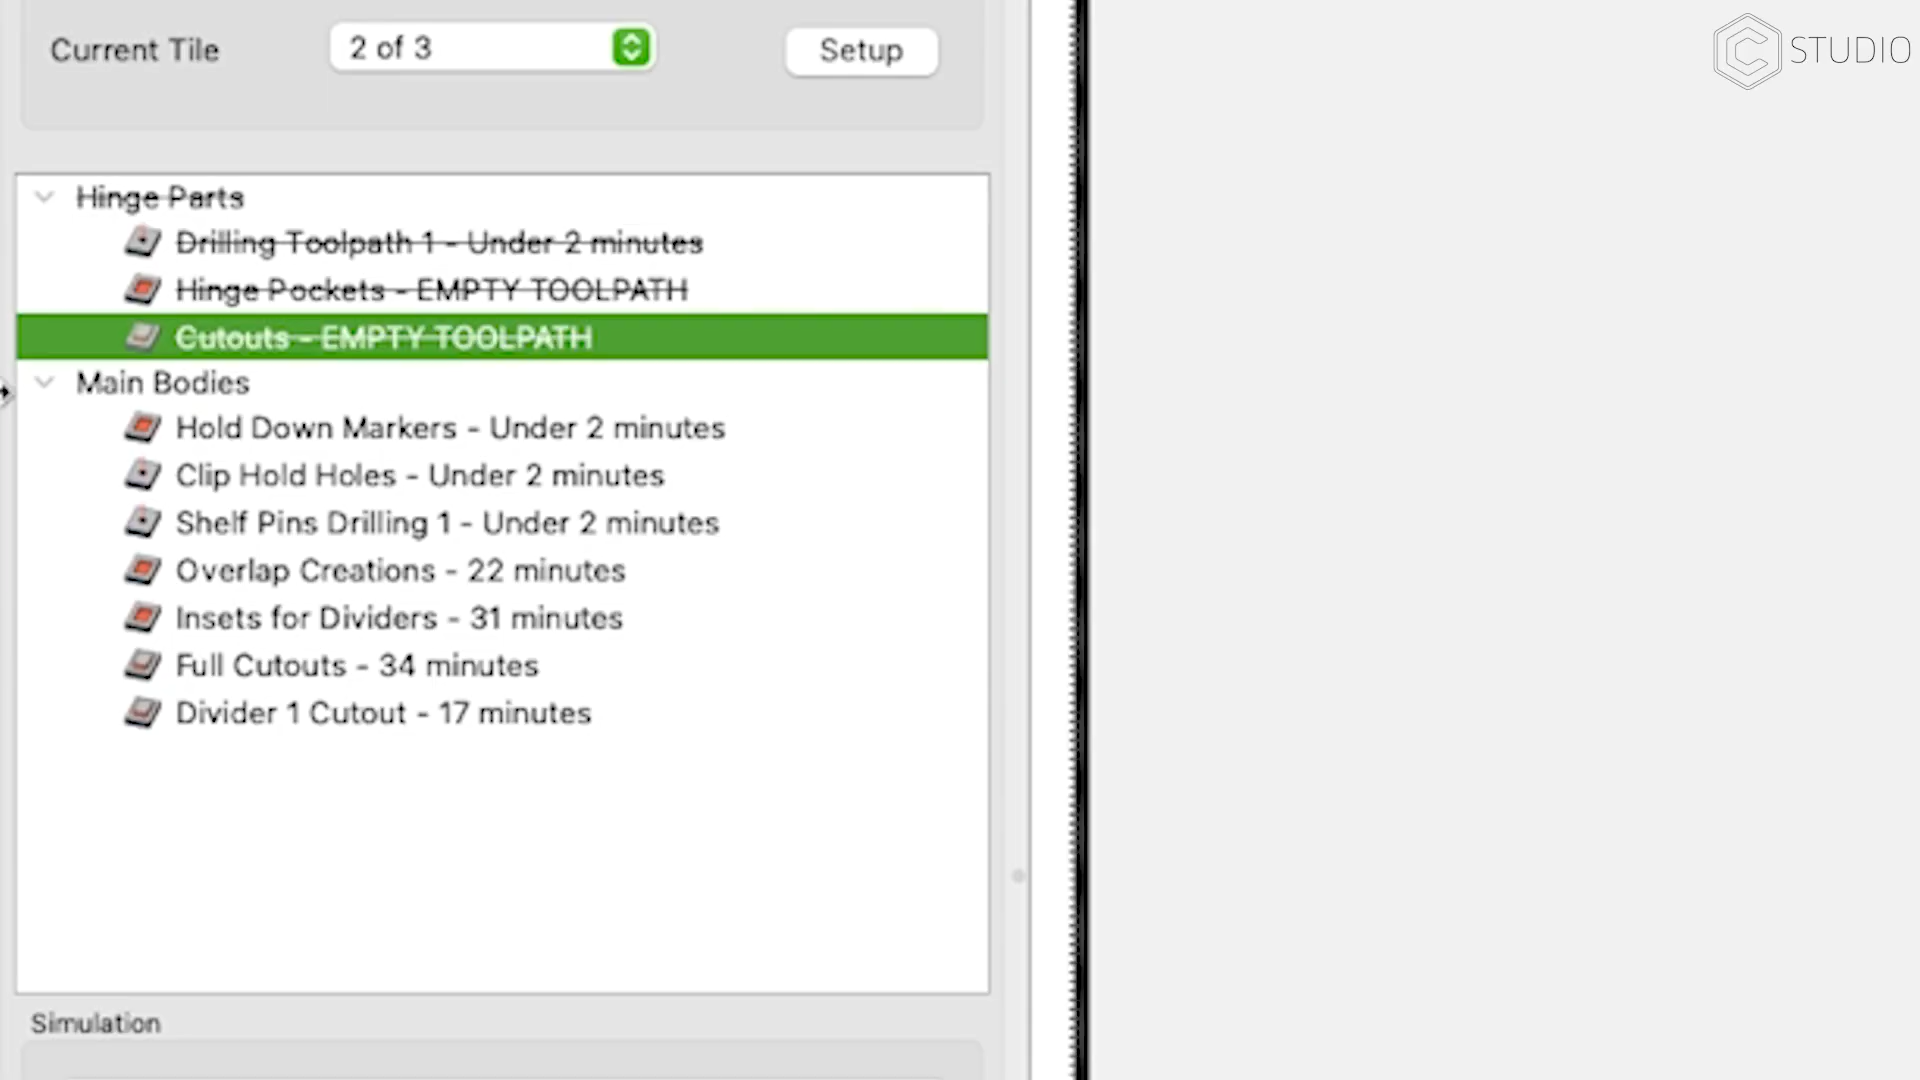 Current Tile
2 of 3
Setup
STUDIO
Hinge Parts
Drilling Toolpath 1 - Under 2 minutes
Hinge Pockets - EMPTY TOOLPATH
Cutouts - EMPTY TOOLPATH
Main Bodies
Hold Down Markers - Under 2 minutes
Clip Hold Holes - Under 2 minutes
Shelf Pins Drilling 1 - Under 2 minutes
Overlap Creations - 22 minutes
Insets for Dividers - 31 minutes
Full Cutouts - 34 minutes
Divider 1 Cutout - 17 minutes
Simulation